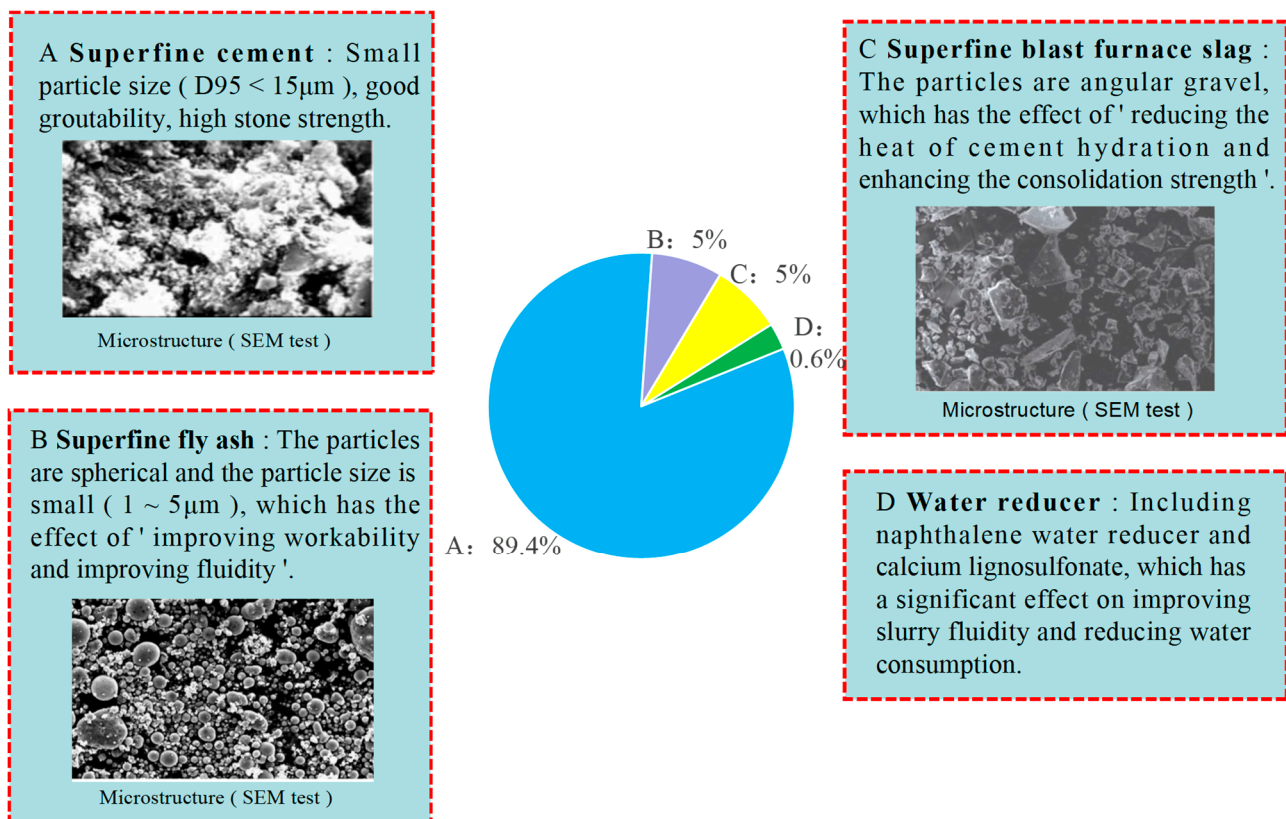 A Superfine cement : Small
particle size ( D95 < 15μm ), good
groutability, high stone strength.
Microstructure ( SEM test )
B Superfine fly ash : The particles
are spherical and the particle size is
small ( 1 ~ 5μm ), which has the
effect of ' improving workability
and improving fluidity '.
Microstructure ( SEM test )
B： 5%
C： 5%
D：
0.6%
A： 89.4%
C Superfine blast furnace slag :
The particles are angular gravel,
which has the effect of ' reducing the
heat of cement hydration and
enhancing the consolidation strength '.
Microstructure ( SEM test )
D Water reducer : Including
naphthalene water reducer and
calcium lignosulfonate, which has
a significant effect on improving
slurry fluidity and reducing water
consumption.